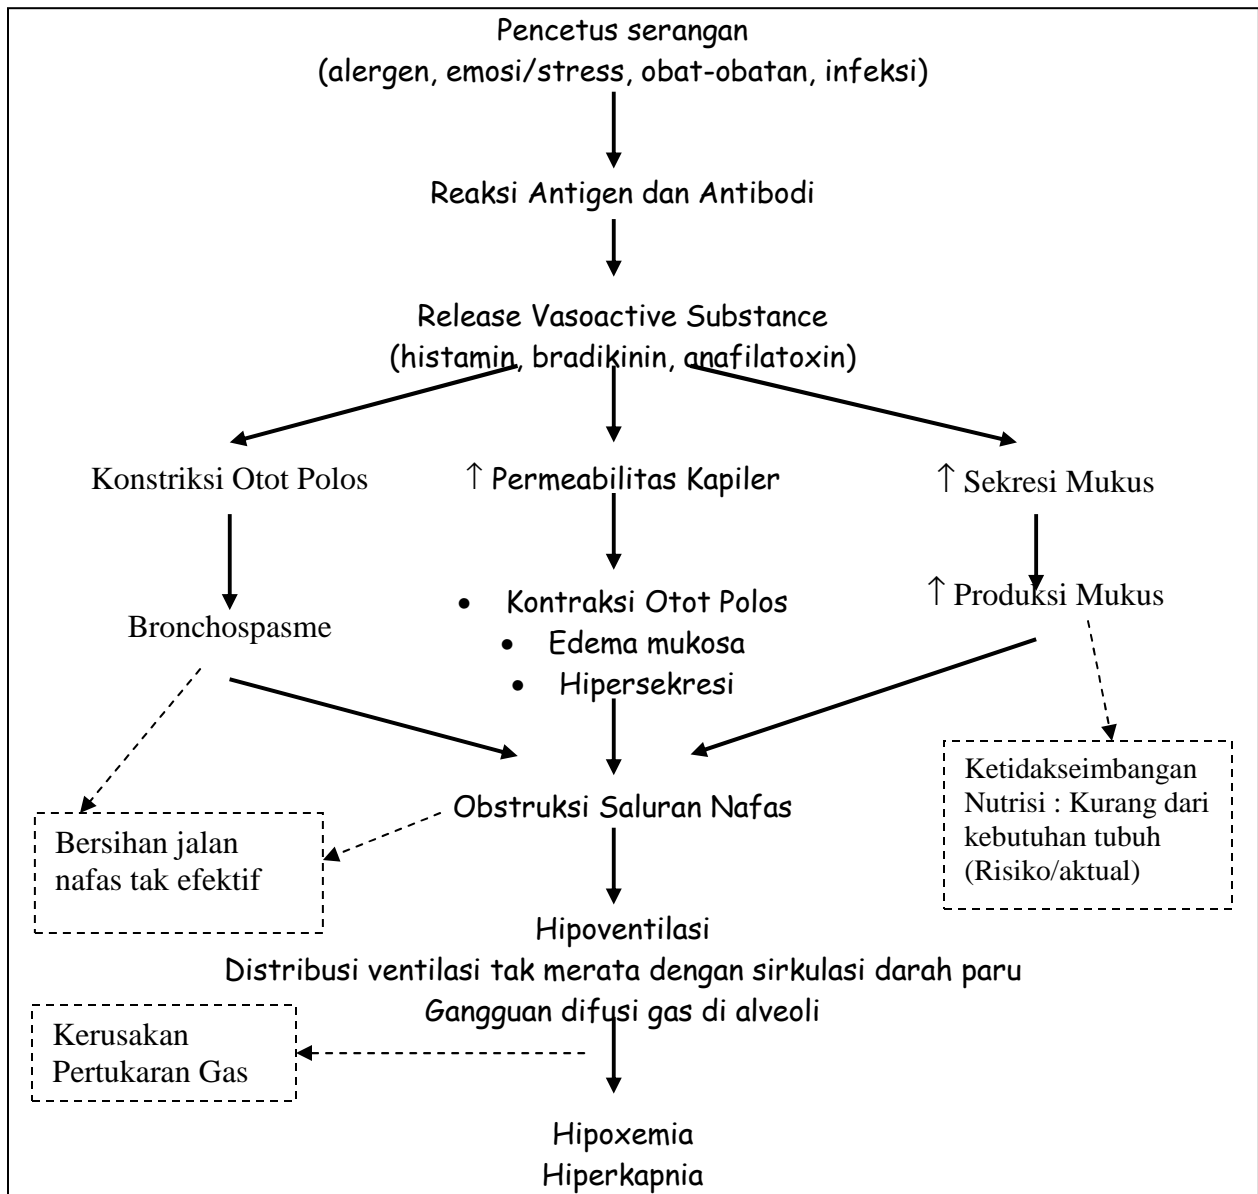 Pencetus serangan
(alergen, emosi/stress, obat-obatan, infeksi)
Reaksi Antigen dan Antibodi
Release Vasoactive Substance
(histamin, bradikinin, anafilatoxin)
Konstriksi Otot Polos
↑ Permeabilitas Kapiler
↑ Sekresi Mukus
Bronchospasme
• Kontraksi Otot Polos
• Edema mukosa
• Hipersekresi
↑ Produksi Mukus
Obstruksi Saluran Nafas
Ketidakseimbangan
Nutrisi : Kurang dari
kebutuhan tubuh
(Risiko/aktual)
Bersihan jalan
nafas tak efektif
Hipoventilasi
Distribusi ventilasi tak merata dengan sirkulasi darah paru
Gangguan difusi gas di alveoli
Kerusakan
Pertukaran Gas
Hipoxemia
Hiperkapnia